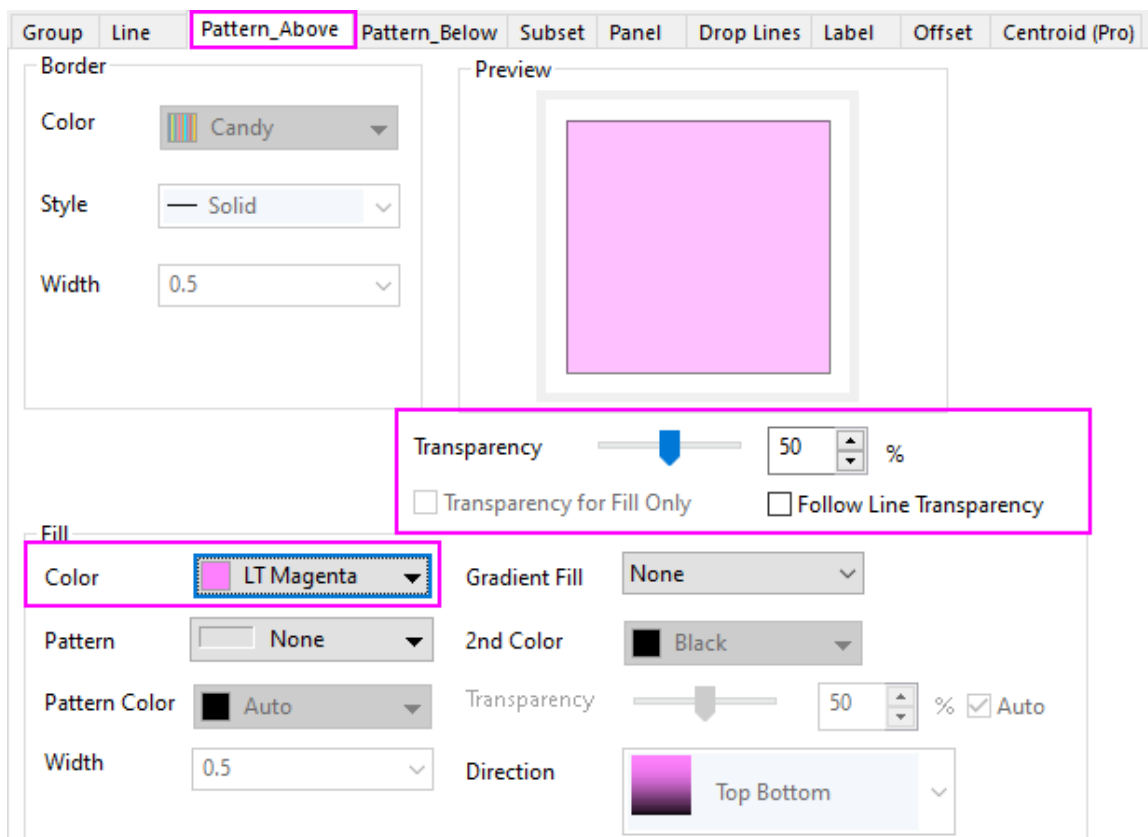 Group Line Pattern_Above Pattern_Below Subset Panel Drop Lines Label Offset Centroid (Pro)
Border
Preview
Color Candy
Style Solid
Width 0.5
Transparency 50 %
Transparency for Fill Only Follow Line Transparency
Fill
Color LT Magenta Gradient Fill None
Pattern None 2nd Color Black
Pattern Color Auto Transparency 50 % Auto
Width 0.5 Direction Top Bottom